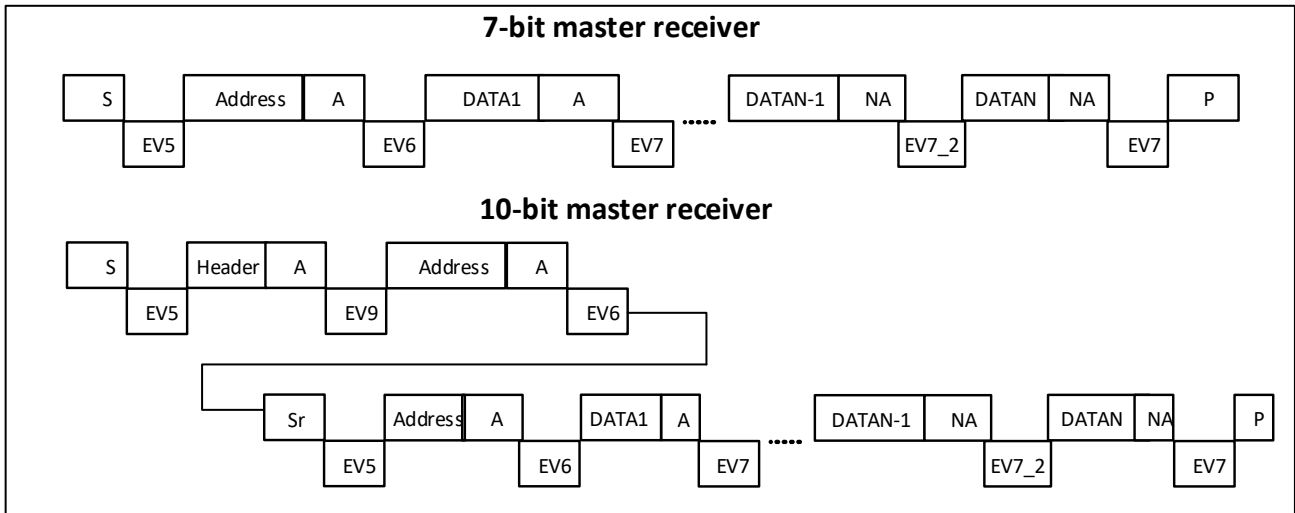 7-bit master receiver
S Address A DATA1 A ..... DATAN-1 NA DATAN NA P
EV5 EV6 EV7 EV7_2 EV7
10-bit master receiver
S Header A Address A
EV5 EV9 EV6
Sr Address A DATA1 A ..... DATAN-1 NA DATAN NA P
EV5 EV6 EV7 EV7_2 EV7